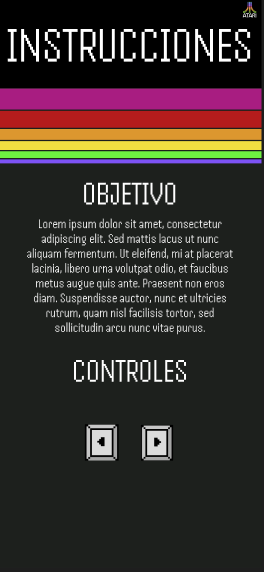 ATARI
INSTRUCCIONES
OBJETIVO
Lorem ipsum dolor sit amet, consectetur
adipiscing elit. Sed mattis lacus ut nunc
aliquam fermentum. Ut eleifend, mi at placerat
lacinia, libero urna volutpat odio, et faucibus
metus augue quis ante. Praesent non eros
diam. Suspendisse auctor, nunc et ultricies
rutrum, quam nisl facilisis tortor, sed
sollicitudin arcu nunc vitae purus.
CONTROLES